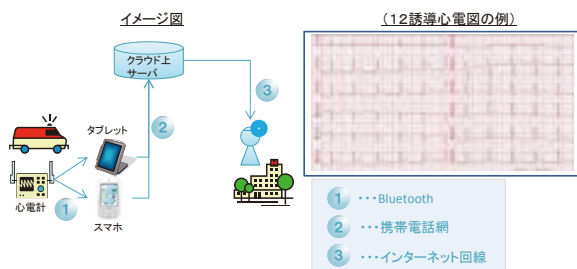 イメージ図
(12誘導心電図の例)
クラウド上
サーバ
3
2
タブレット
H
心電計
1
スマホ
1 ・・・Bluetooth
2 ・・・携帯電話網
3 ・・・インターネット回線